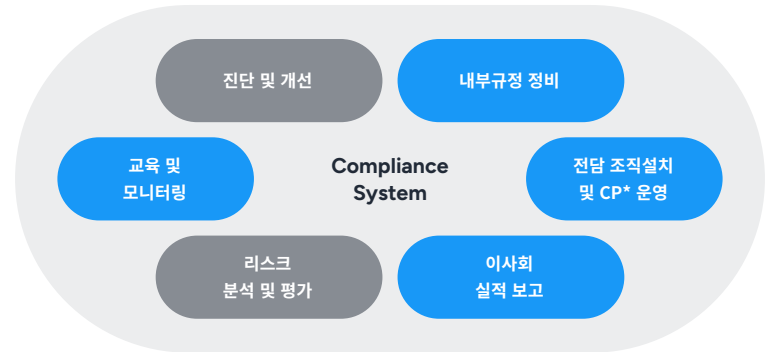 진단 및 개선
내부규정 정비
교육 및
모니터링
Compliance
System
전담 조직설치
및 CP* 운영
리스크
분석 및 평가
이사회
실적 보고